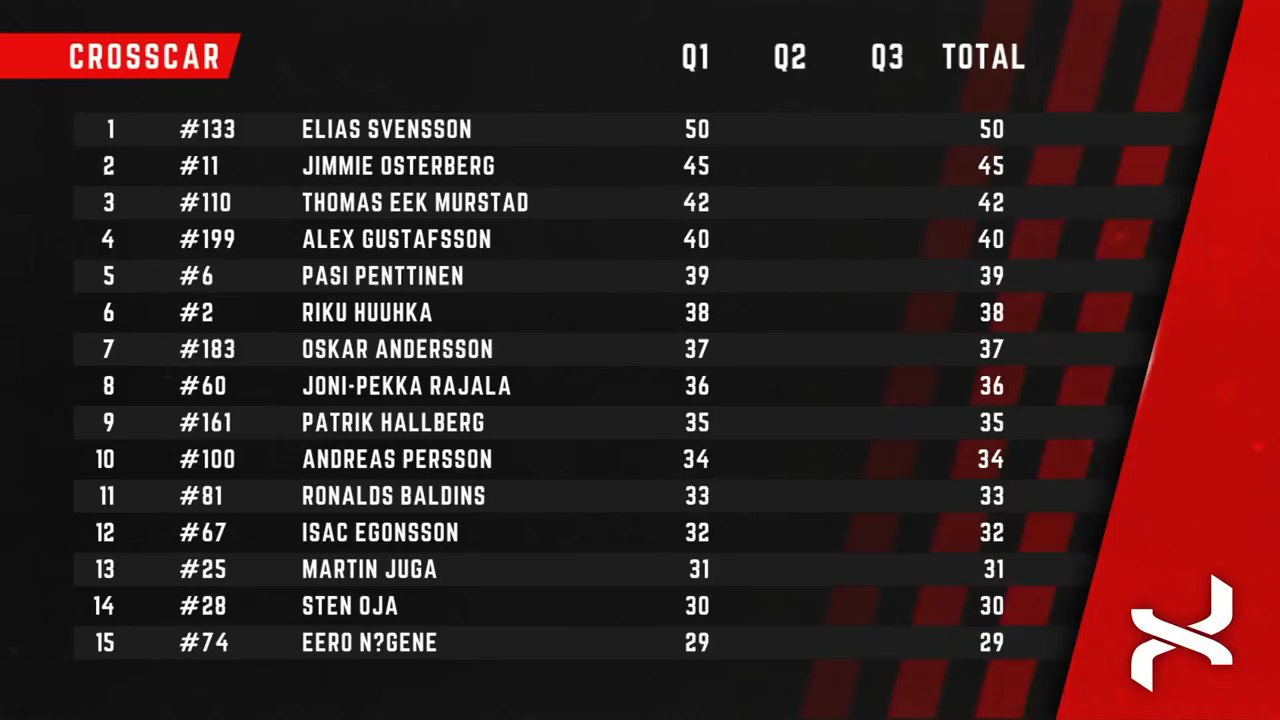 CROSSCAR Q1 Q2 Q3 TOTAL
1 #133 ELIAS SVENSSON 50 50
2 #11 JIMMIE OSTERBERG 45 45
3 #110 THOMAS EEK MURSTAD 42 42
4 #199 ALEX GUSTAFSSON 40 40
5 #6 PASI PENTTINEN 39 39
6 #2 RIKU HUUHKA 38 38
7 #183 OSKAR ANDERSSON 37 37
8 #60 JONI-PEKKA RAJALA 36 36
9 #161 PATRIK HALLBERG 35 35
10 #100 ANDREAS PERSSON 34 34
11 #81 RONALDS BALDINS 33 33
12 #67 ISAC EGONSSON 32 32
13 #25 MARTIN JUGA 31 31
14 #28 STEN OJA 30 30
15 #74 EERO N?GENE 29 29